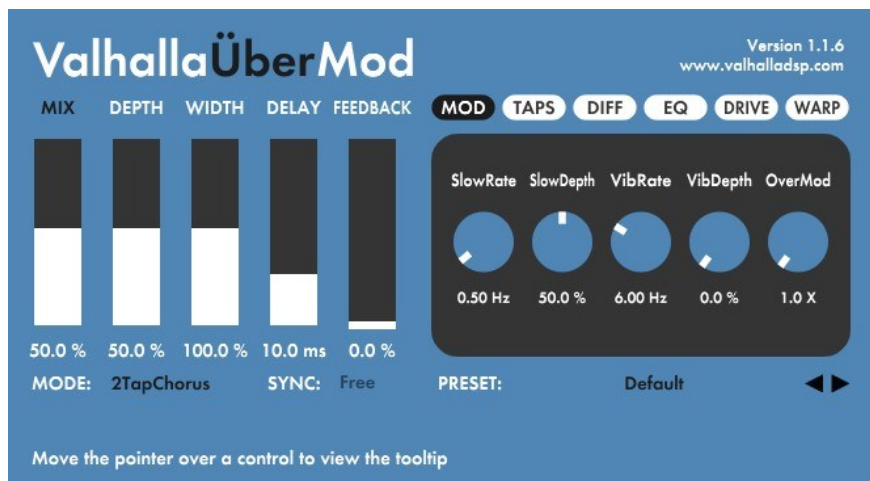 ValhallaÜberMod
Version 1.1.6
www.valhalladsp.com
MIX DEPTH WIDTH DELAY FEEDBACK
MOD TAPS DIFF EQ DRIVE WARP
SlowRate SlowDepth VibRate VibDepth OverMod
0.50 Hz 50.0 % 6.00 Hz 0.0 % 1.0 X
50.0 % 50.0 % 100.0 % 10.0 ms 0.0 %
MODE: 2TapChorus SYNC: Free PRESET: Default
Move the pointer over a control to view the tooltip